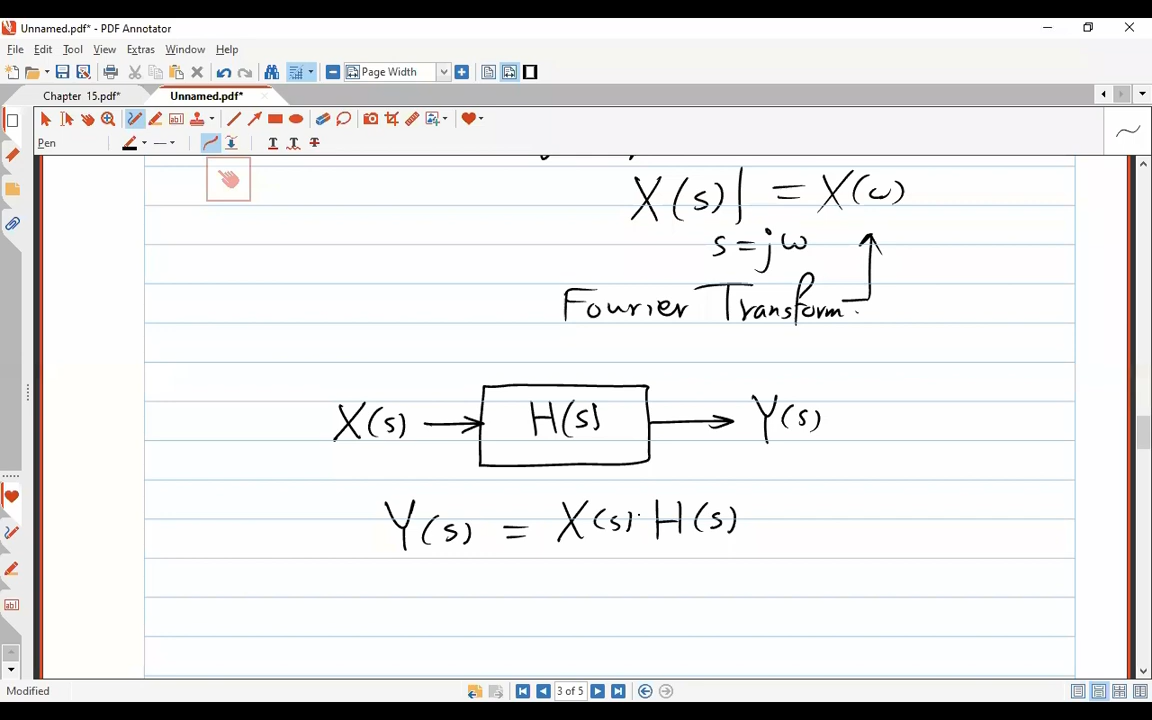 Unnamed.pdf* - PDF Annotator
File Edit Tool View Extras Window Help
Page Width
Chapter 15.pdf* Unnamed.pdf*
Pen
X(s)| = X(ω)
s=jω
Fourier Transform.
X(s) H(s) Y(s)
Y(s) = X(s)·H(s)
Modified 3 of 5